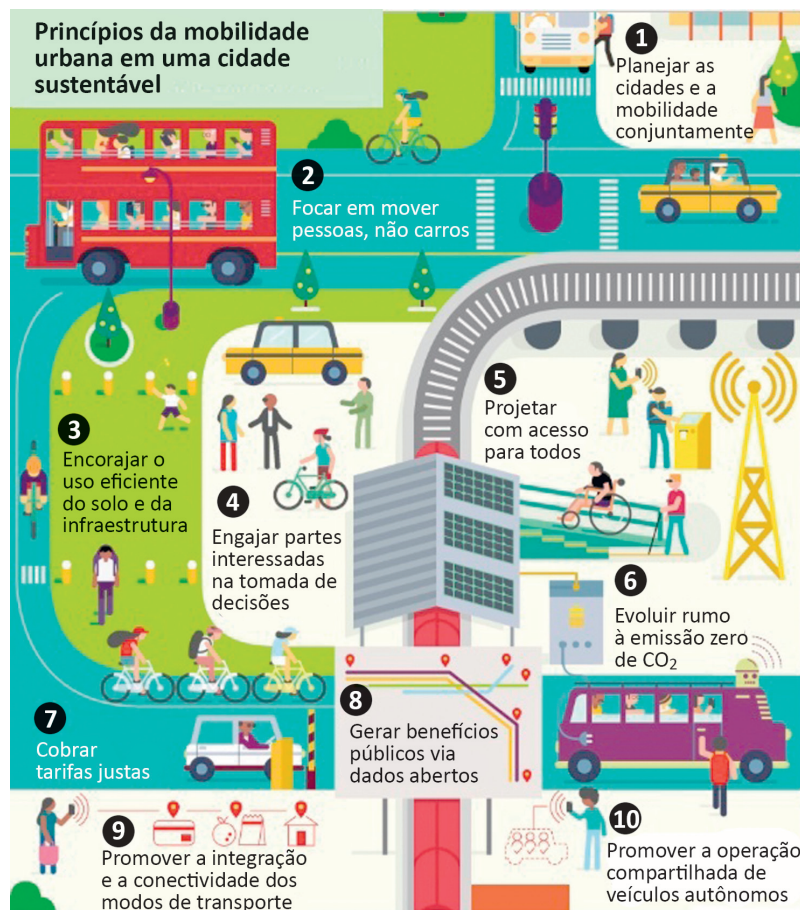 Princípios da mobilidade
urbana em uma cidade
sustentável
1
Planejar as
cidades e a
mobilidade
conjuntamente
2
Focar em mover
pessoas, não carros
3
Encorajar o
uso eficiente
do solo e da
infraestrutura
4
Engajar partes
interessadas
na tomada de
decisões
5
Projetar
com acesso
para todos
6
Evoluir rumo
à emissão zero
de CO₂
7
Cobrar
tarifas justas
8
Gerar benefícios
públicos via
dados abertos
9
Promover a integração
e a conectividade dos
modos de transporte
10
Promover a operação
compartilhada de
veículos autônomos